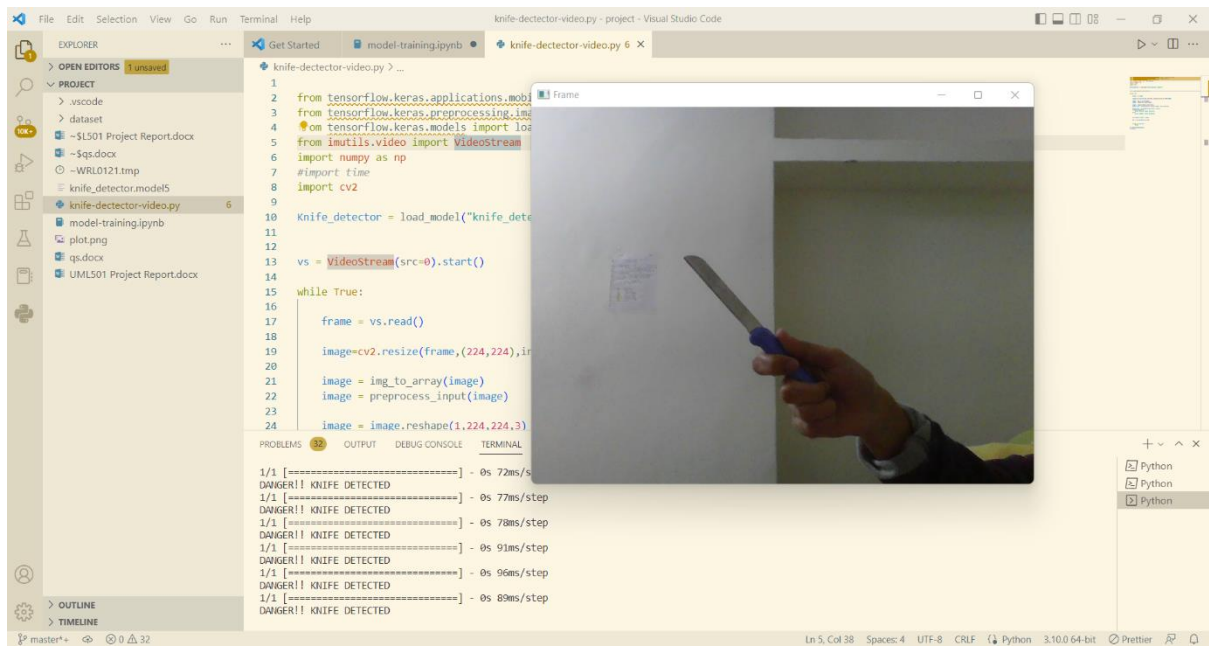 File Edit Selection View Go Run Terminal Help knife-dectector-video.py - project - Visual Studio Code
EXPLORER ...
Get Started model-training.ipynb ● knife-dectector-video.py 6 ×
> OPEN EDITORS 1 unsaved
PROJECT
> .vscode
> dataset
~$L501 Project Report.docx
~$qs.docx
~WRL0121.tmp
knife_detector.model5
knife-dectector-video.py 6
model-training.ipynb
plot.png
qs.docx
UML501 Project Report.docx
> OUTLINE
> TIMELINE
10K+
knife-dectector-video.py > ...
1
2 from tensorflow.keras.applications.mobi
3 from tensorflow.keras.preprocessing.ima
4 om tensorflow.keras.models import loa
5 from imutils.video import VideoStream
6 import numpy as np
7 #import time
8 import cv2
9
10 Knife_detector = load_model("knife_dete
11
12
13 vs = VideoStream(src=0).start()
14
15 while True:
16
17 frame = vs.read()
18
19 image=cv2.resize(frame,(224,224),in
20
21 image = img_to_array(image)
22 image = preprocess_input(image)
23
24 image = image.reshape(1,224,224,3)
Frame
PROBLEMS 32 OUTPUT DEBUG CONSOLE TERMINAL
1/1 [==============================] - 0s 72ms/s
DANGER!! KNIFE DETECTED
1/1 [==============================] - 0s 77ms/step
DANGER!! KNIFE DETECTED
1/1 [==============================] - 0s 78ms/step
DANGER!! KNIFE DETECTED
1/1 [==============================] - 0s 91ms/step
DANGER!! KNIFE DETECTED
1/1 [==============================] - 0s 96ms/step
DANGER!! KNIFE DETECTED
1/1 [==============================] - 0s 89ms/step
DANGER!! KNIFE DETECTED
Python
Python
Python
master*+ 0 32 Ln 5, Col 38 Spaces: 4 UTF-8 CRLF Python 3.10.0 64-bit Prettier